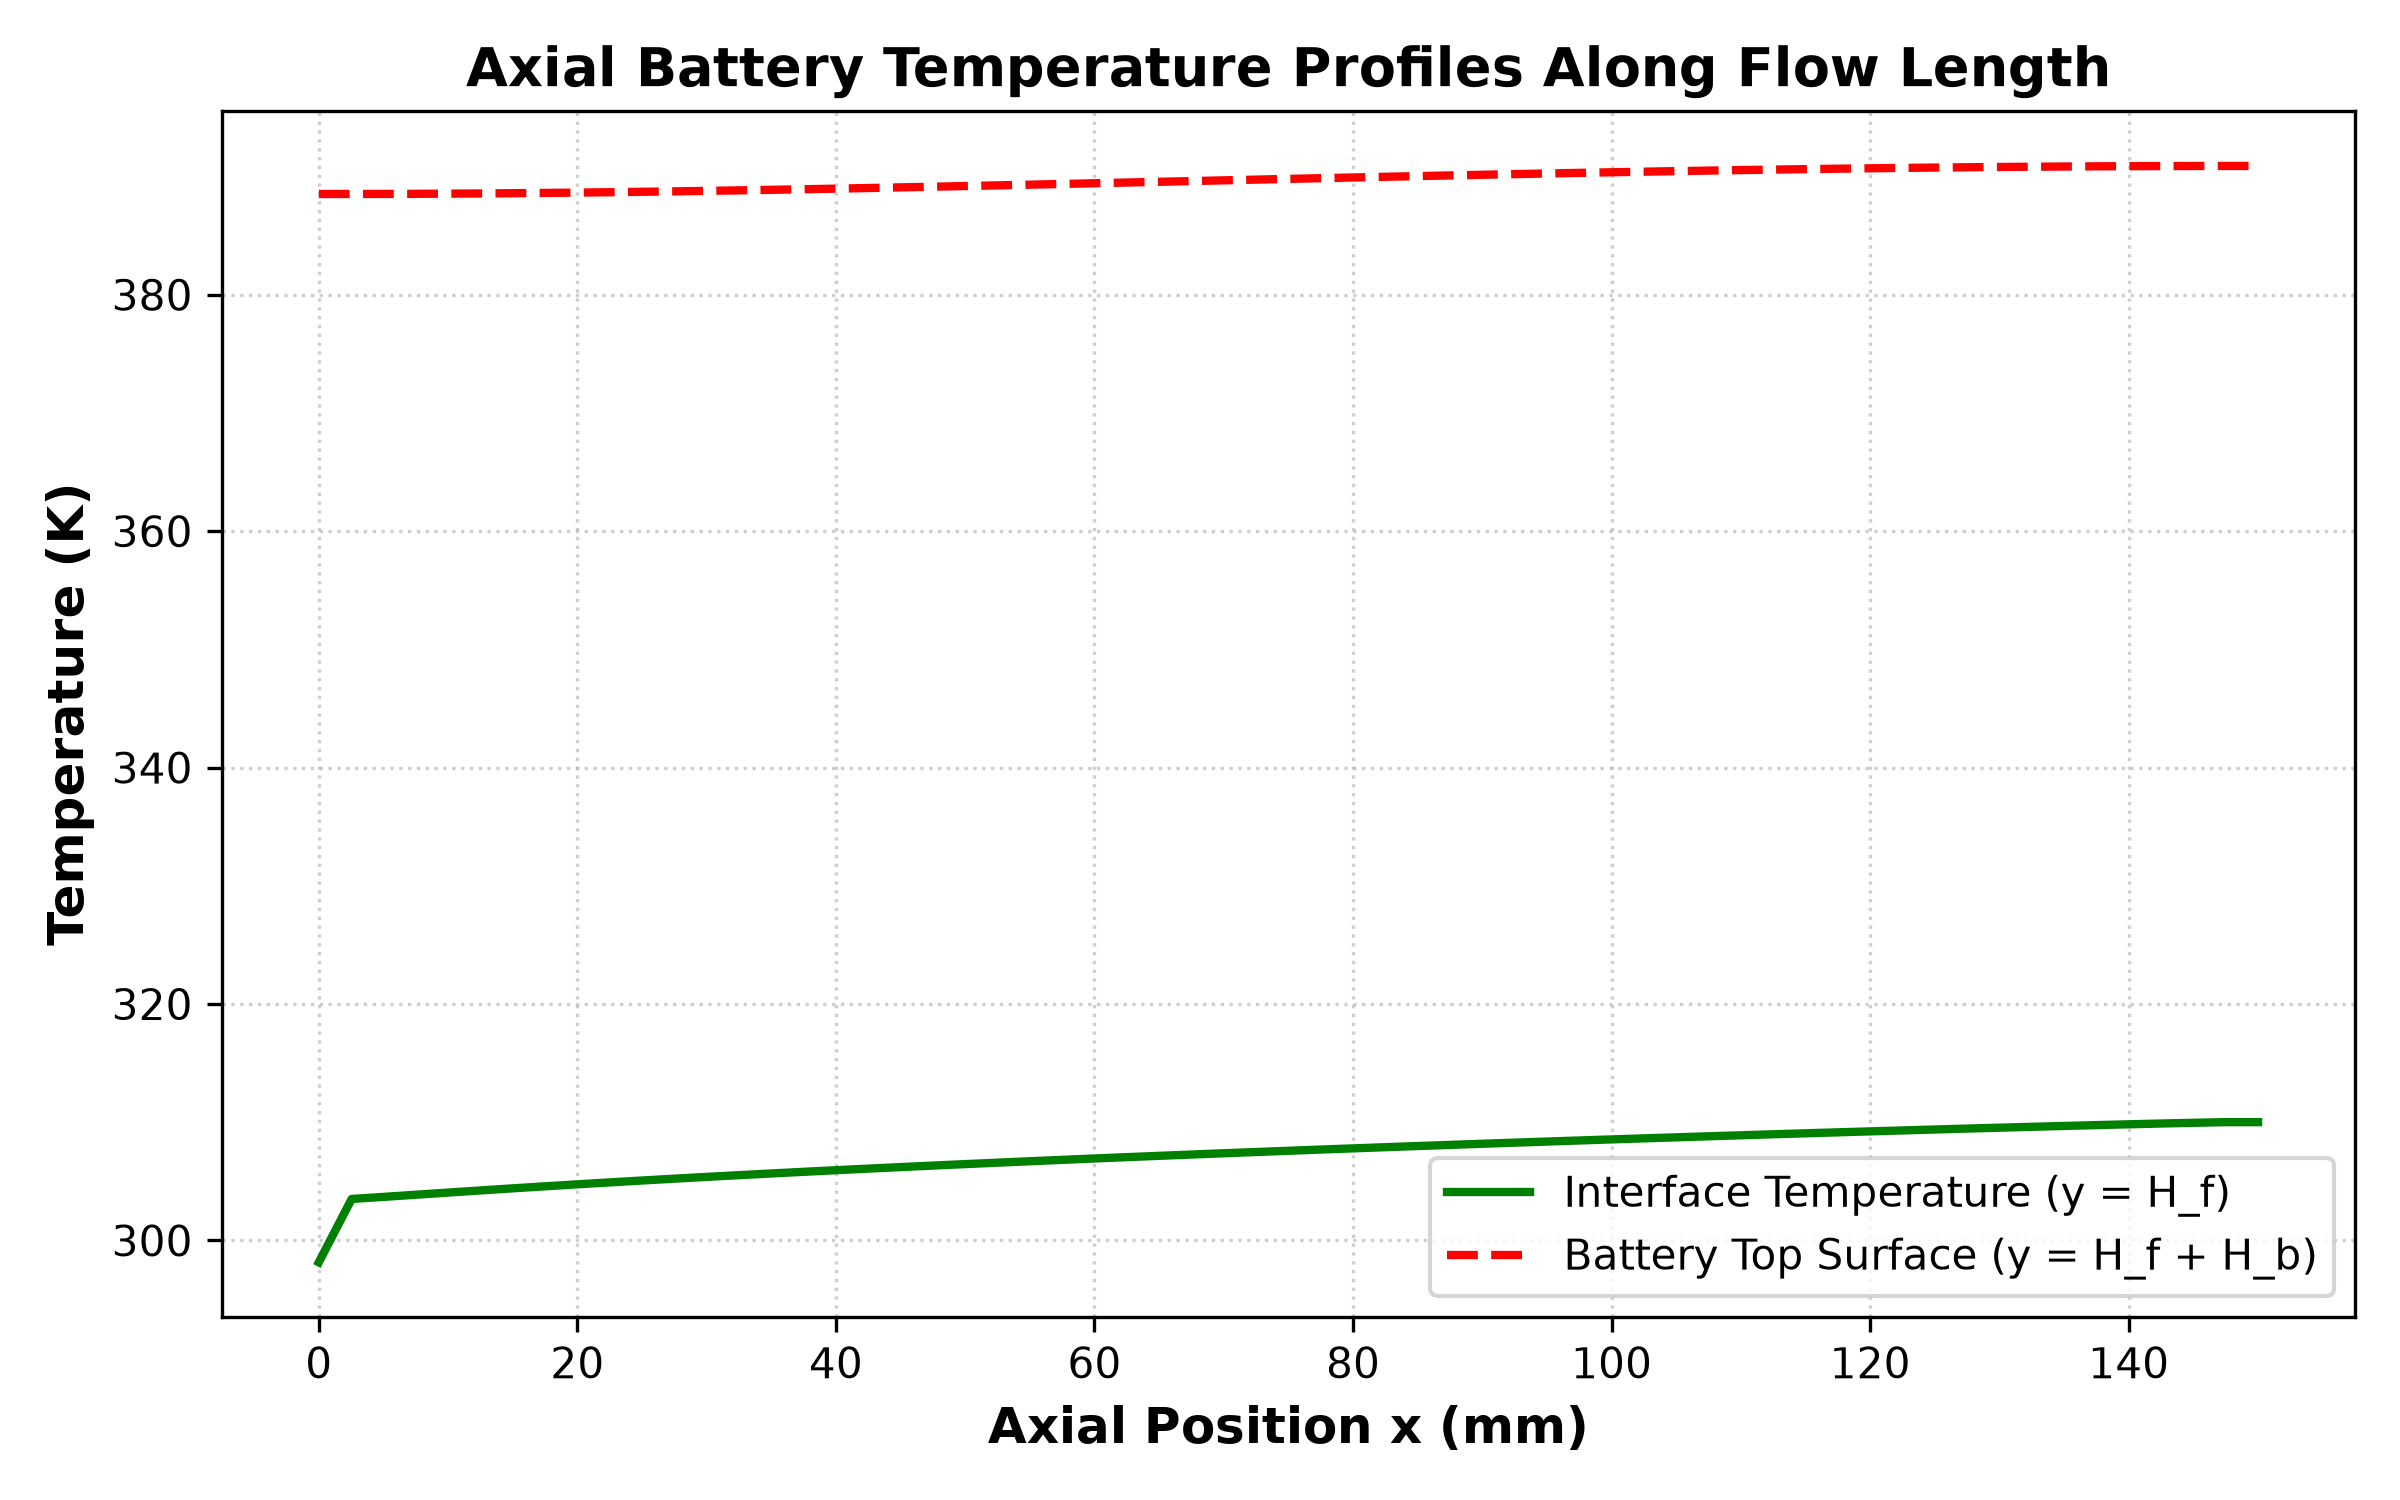 Axial Battery Temperature Profiles Along Flow Length
Temperature (K)
380
360
340
320
300
Interface Temperature (y = H_f)
Battery Top Surface (y = H_f + H_b)
0 20 40 60 80 100 120 140
Axial Position x (mm)